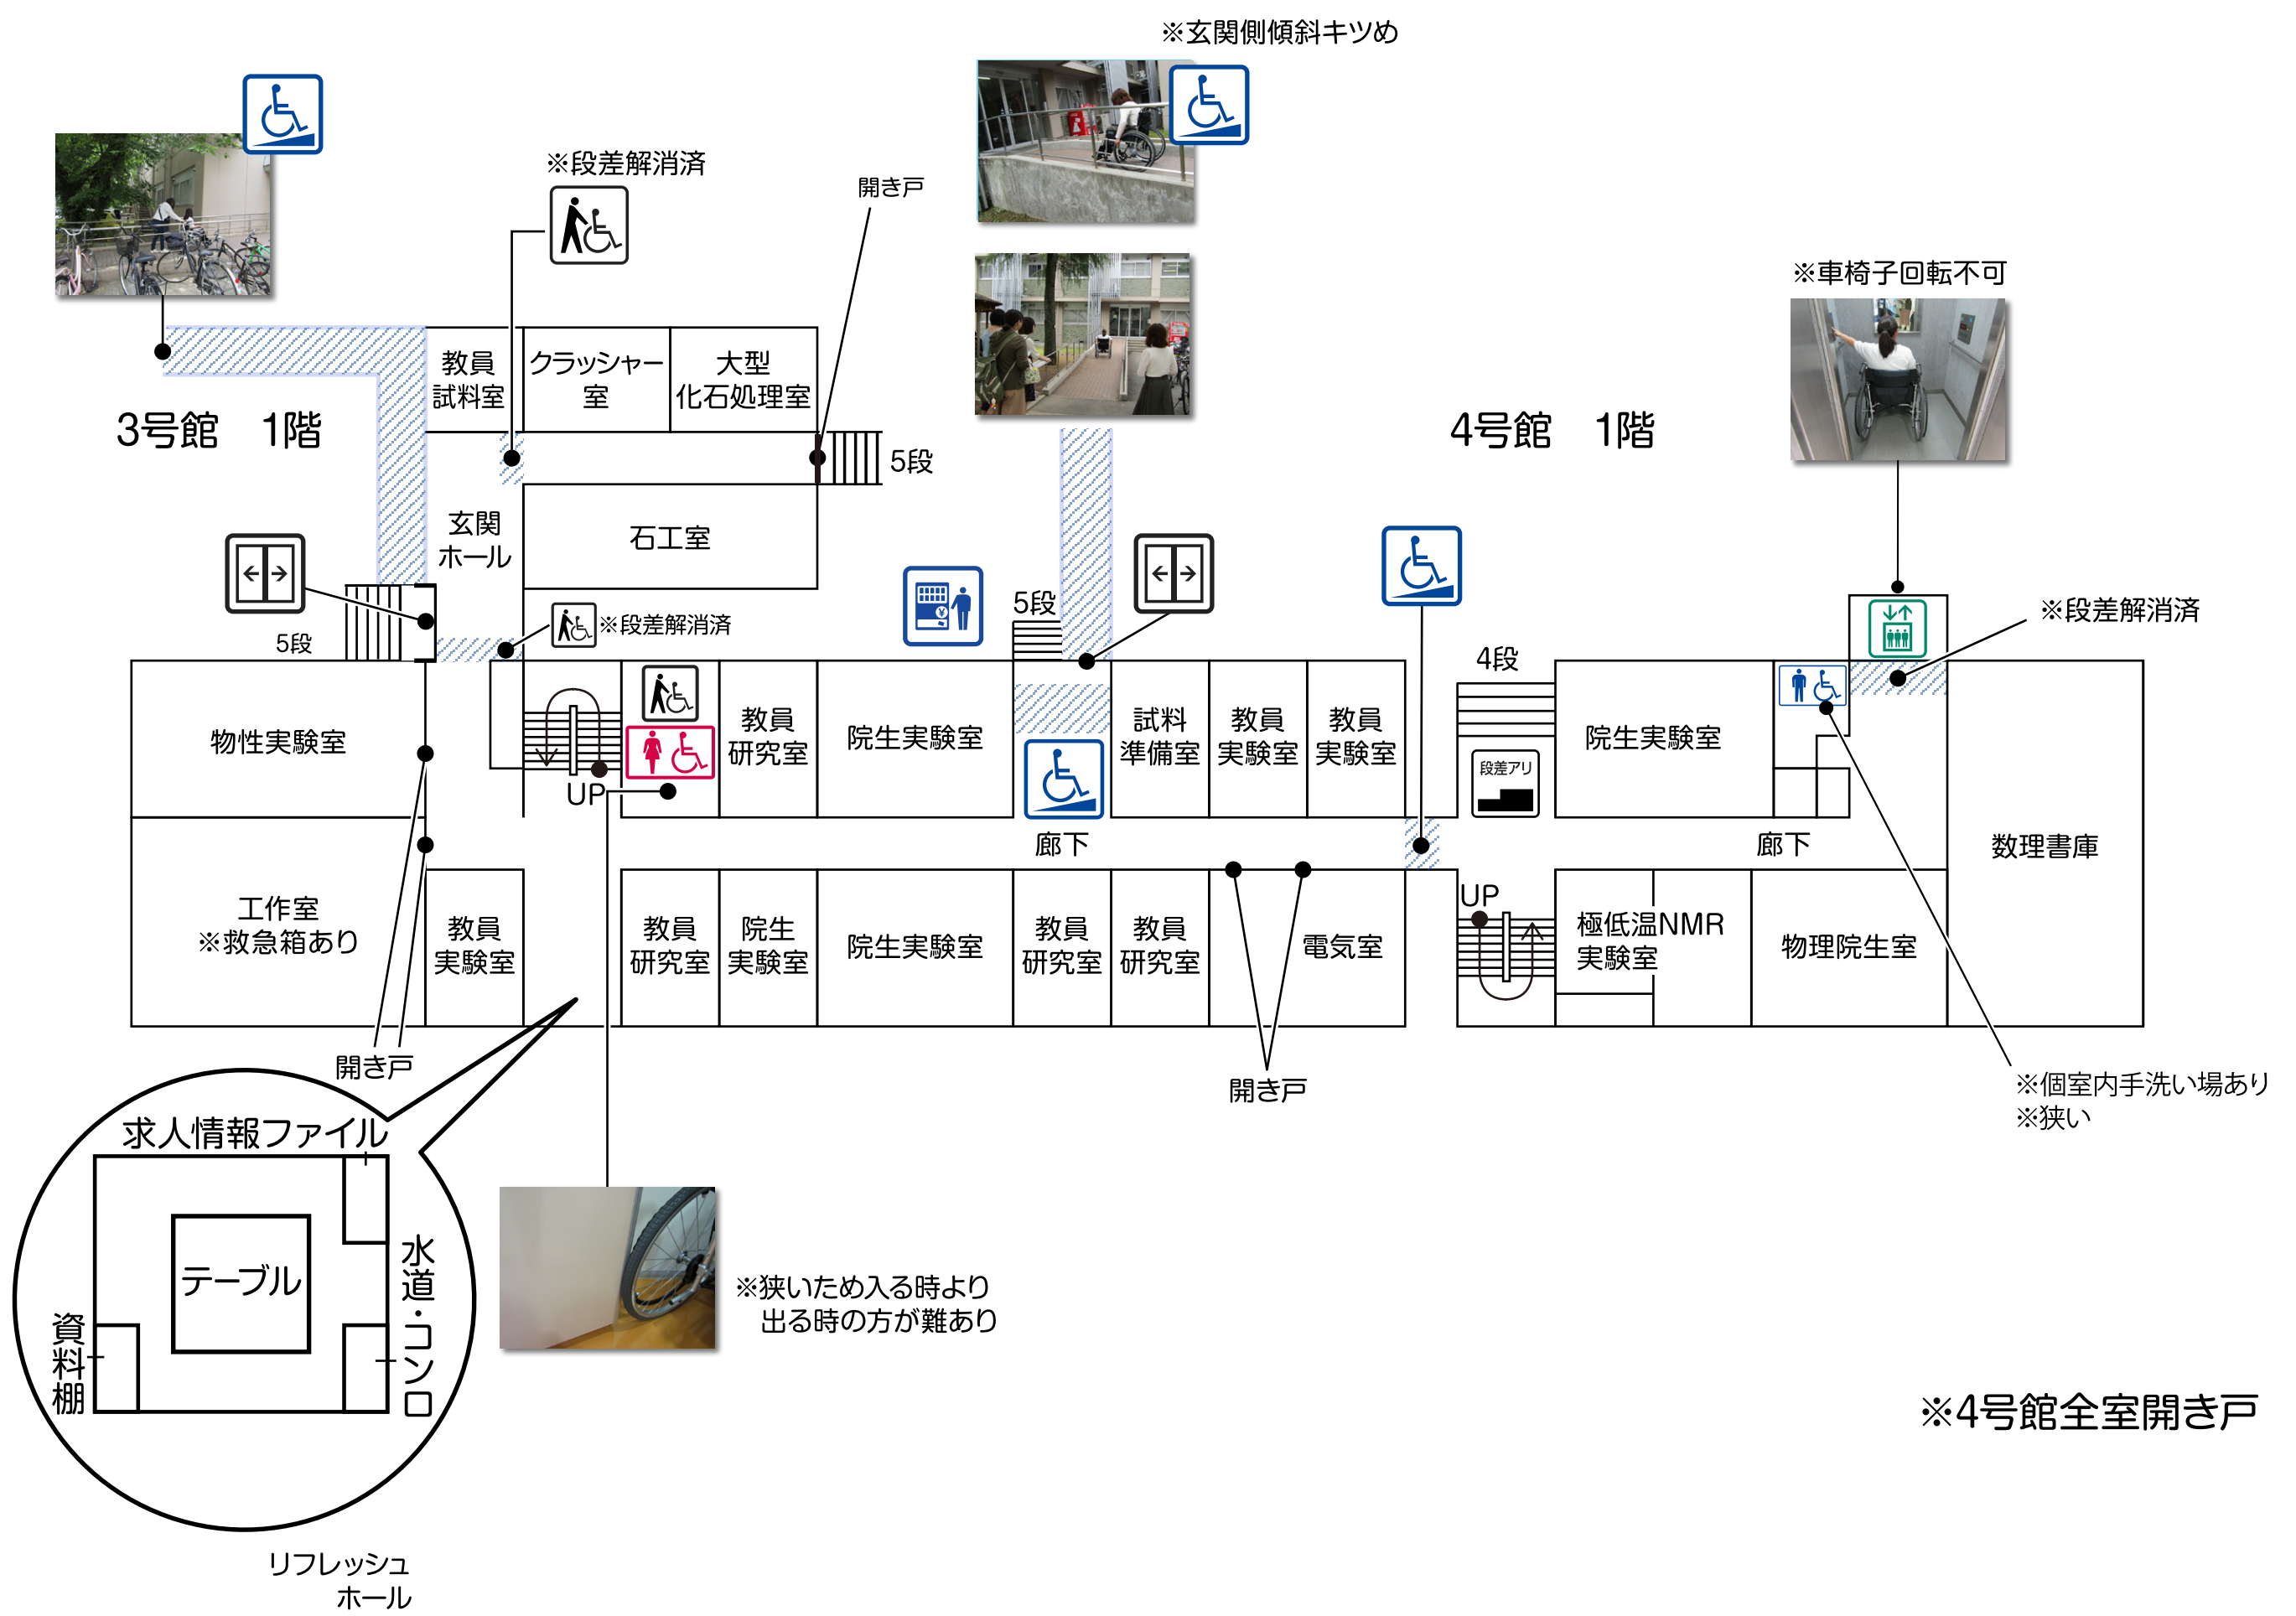 ※玄関側傾斜キツめ
※段差解消済
開き戸
※車椅子回転不可
教員
試料室
クラッシャー
室
大型
化石処理室
3号館　1階
4号館　1階
5段
玄関
ホール
石工室
5段
※段差解消済
5段
※段差解消済
4段
物性実験室
UP
教員
研究室
院生実験室
試料
準備室
教員
実験室
教員
実験室
段差アリ
院生実験室
廊下
廊下
数理書庫
工作室
※救急箱あり
教員
実験室
教員
研究室
院生
実験室
院生実験室
教員
研究室
教員
研究室
電気室
UP
極低温NMR
実験室
物理院生室
開き戸
開き戸
※個室内手洗い場あり
※狭い
求人情報ファイル
テーブル
水道・コンロ
資料棚
※狭いため入る時より
出る時の方が難あり
※4号館全室開き戸
リフレッシュ
ホール